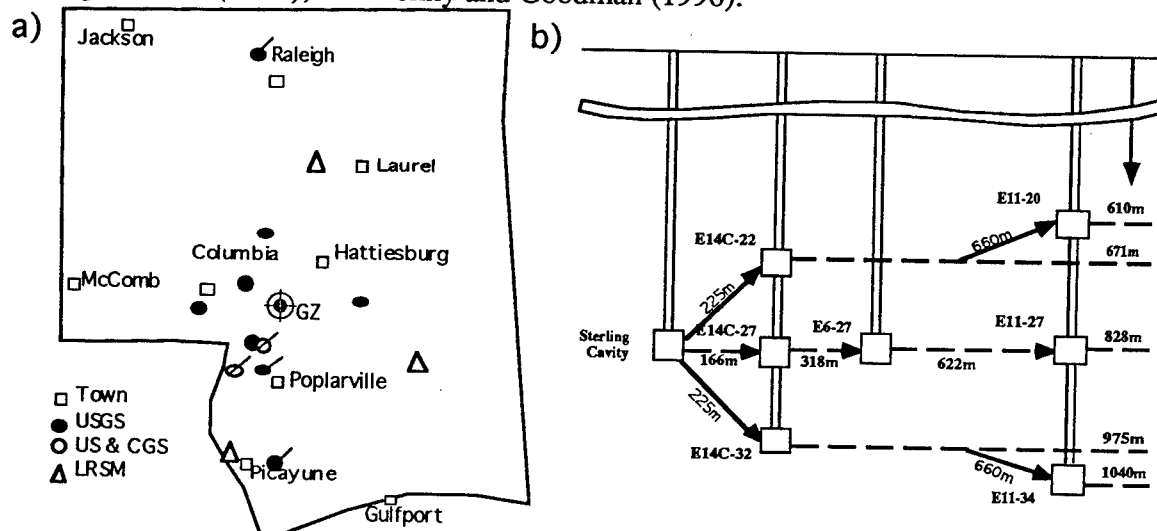 a)
Jackson
Raleigh
Laurel
Columbia
Hattiesburg
McComb
GZ
Poplarville
Picayune
Gulfport
Town
USGS
US & CGS
LRSM
b)
E11-20
610m
660m
671m
E14C-22
225m
Sterling
Cavity
E14C-27
166m
E6-27
318m
622m
E11-27
828m
225m
E14C-32
975m
660m
1040m
E11-34